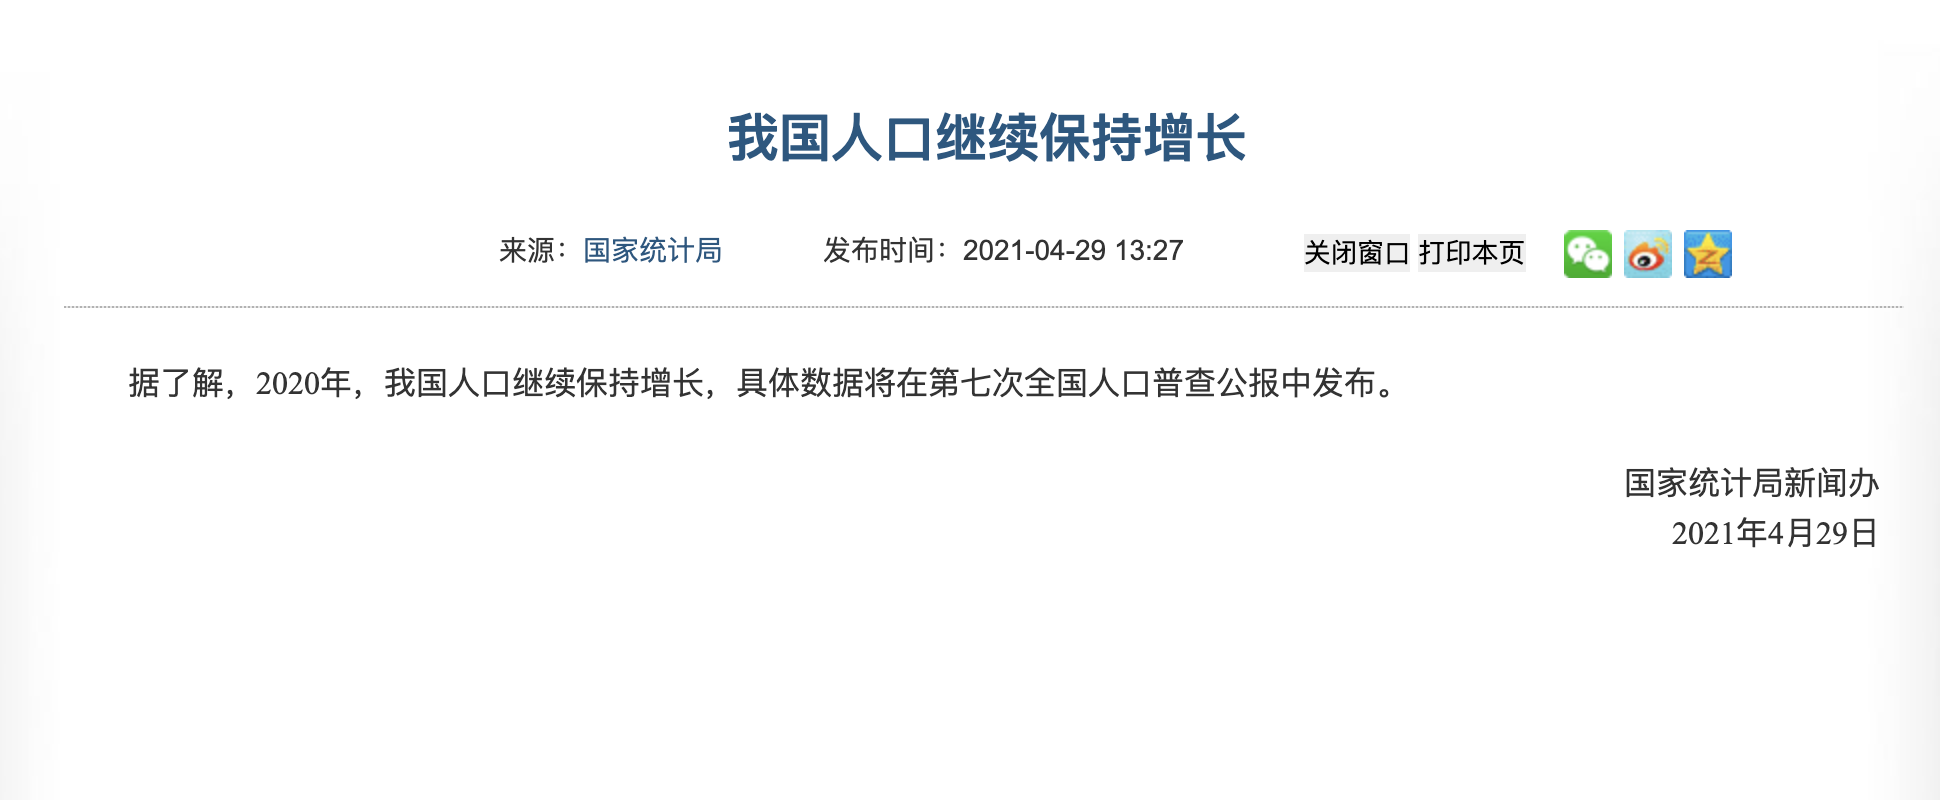 我国人口继续保持增长
来源：国家统计局 发布时间：2021-04-29 13:27 关闭窗口 打印本页
据了解，2020年，我国人口继续保持增长，具体数据将在第七次全国人口普查公报中发布。
国家统计局新闻办
2021年4月29日